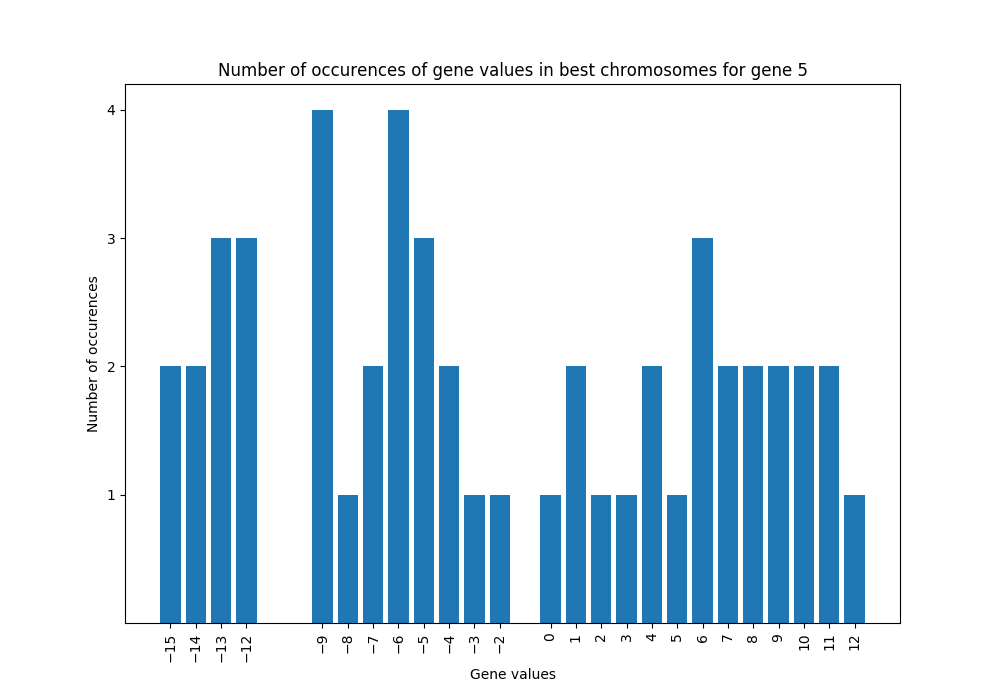 Number of occurences of gene values in best chromosomes for gene 5
4
3
2
1
Number of occurences
−15 −14 −13 −12 −9 −8 −7 −6 −5 −4 −3 −2 0 1 2 3 4 5 6 7 8 9 10 11 12
Gene values